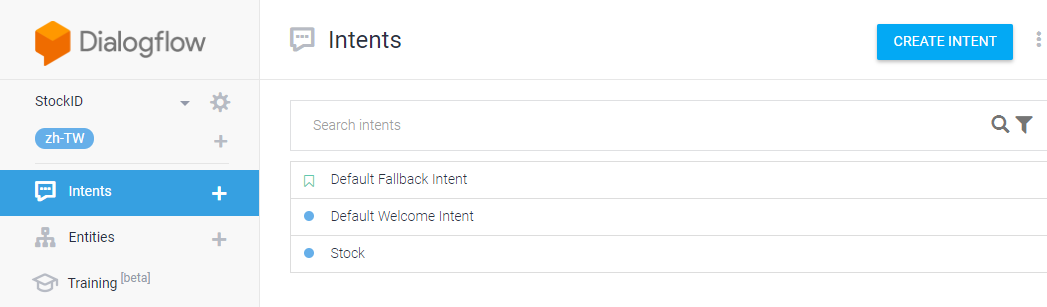 Dialogflow
Intents
CREATE INTENT
StockID
zh-TW
Search intents
Intents
Default Fallback Intent
Default Welcome Intent
Entities
Stock
Training [beta]